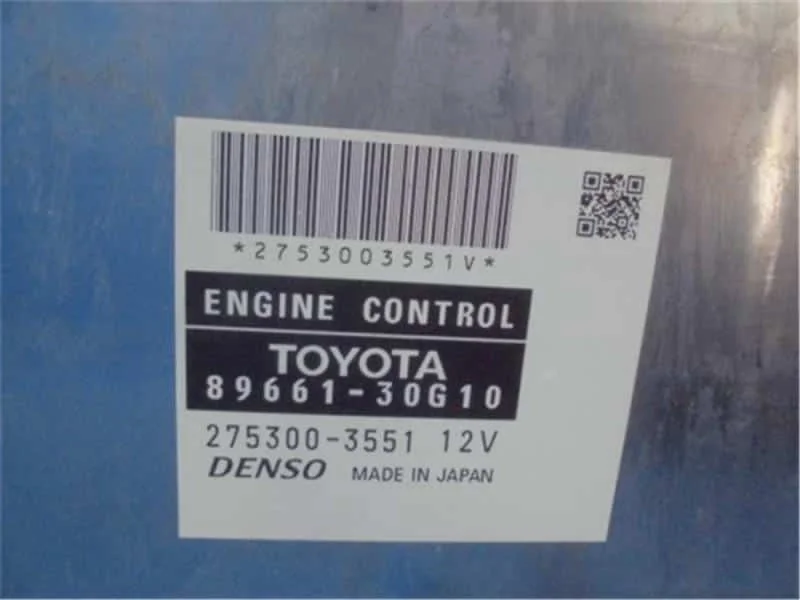 *2753003551V*
ENGINE CONTROL
TOYOTA
89661-30G10
275300-3551 12V
DENSO MADE IN JAPAN